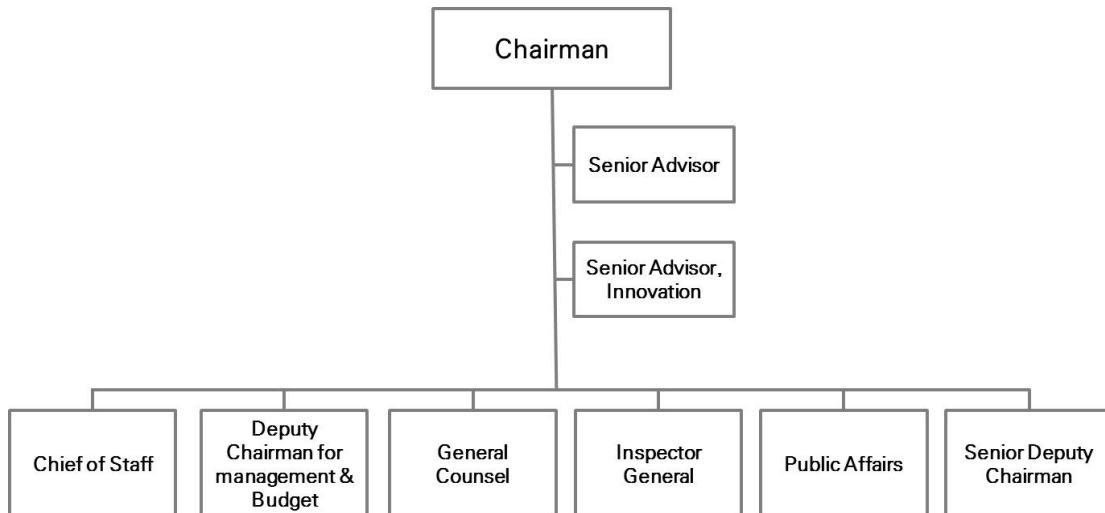 Chairman
Senior Advisor
Senior Advisor,
Innovation
Chief of Staff
Deputy
Chairman for
management &
Budget
General
Counsel
Inspector
General
Public Affairs
Senior Deputy
Chairman